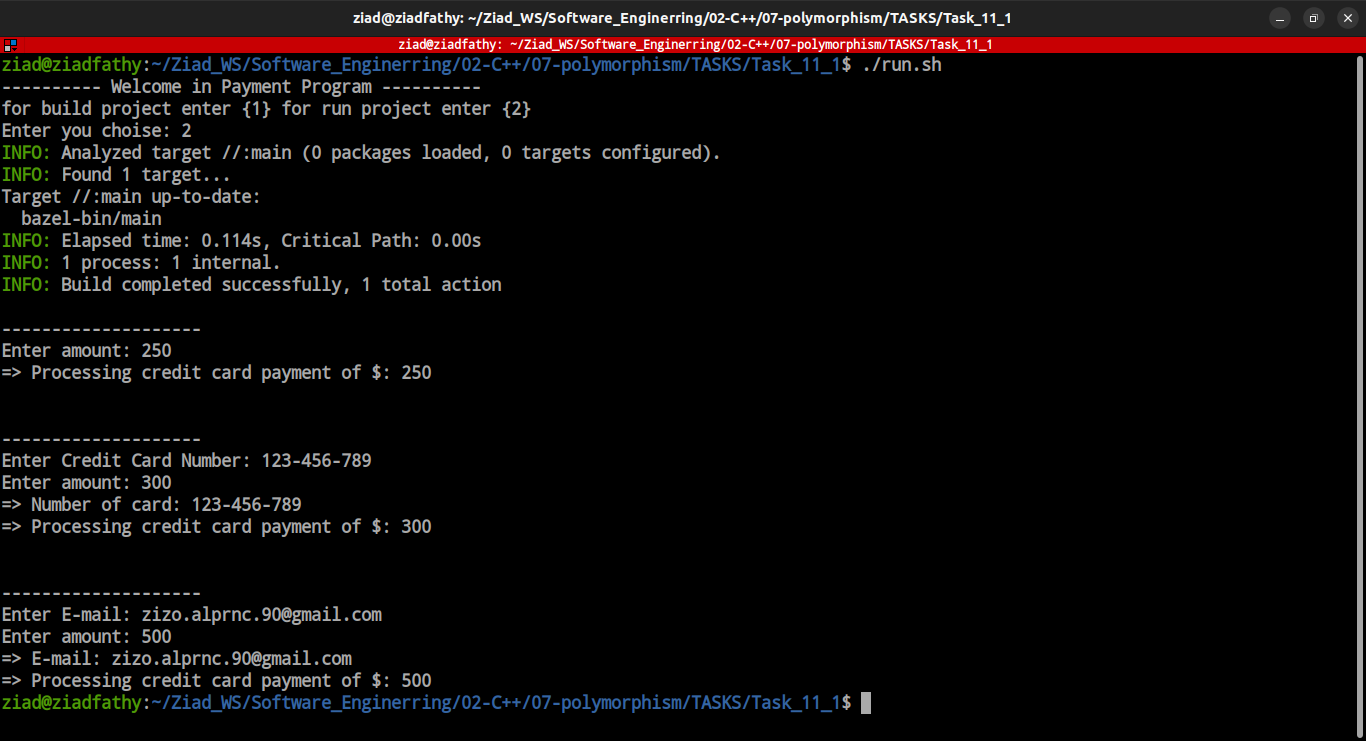 ziad@ziadfathy: ~/Ziad_WS/Software_Enginerring/02-C++/07-polymorphism/TASKS/Task_11_1
ziad@ziadfathy: ~/Ziad_WS/Software_Enginerring/02-C++/07-polymorphism/TASKS/Task_11_1
ziad@ziadfathy:~/Ziad_WS/Software_Enginerring/02-C++/07-polymorphism/TASKS/Task_11_1$ ./run.sh
---------- Welcome in Payment Program ----------
for build project enter {1} for run project enter {2}
Enter you choise: 2
INFO: Analyzed target //:main (0 packages loaded, 0 targets configured).
INFO: Found 1 target...
Target //:main up-to-date:
  bazel-bin/main
INFO: Elapsed time: 0.114s, Critical Path: 0.00s
INFO: 1 process: 1 internal.
INFO: Build completed successfully, 1 total action
--------------------
Enter amount: 250
=> Processing credit card payment of $: 250
--------------------
Enter Credit Card Number: 123-456-789
Enter amount: 300
=> Number of card: 123-456-789
=> Processing credit card payment of $: 300
--------------------
Enter E-mail: zizo.alprnc.90@gmail.com
Enter amount: 500
=> E-mail: zizo.alprnc.90@gmail.com
=> Processing credit card payment of $: 500
ziad@ziadfathy:~/Ziad_WS/Software_Enginerring/02-C++/07-polymorphism/TASKS/Task_11_1$